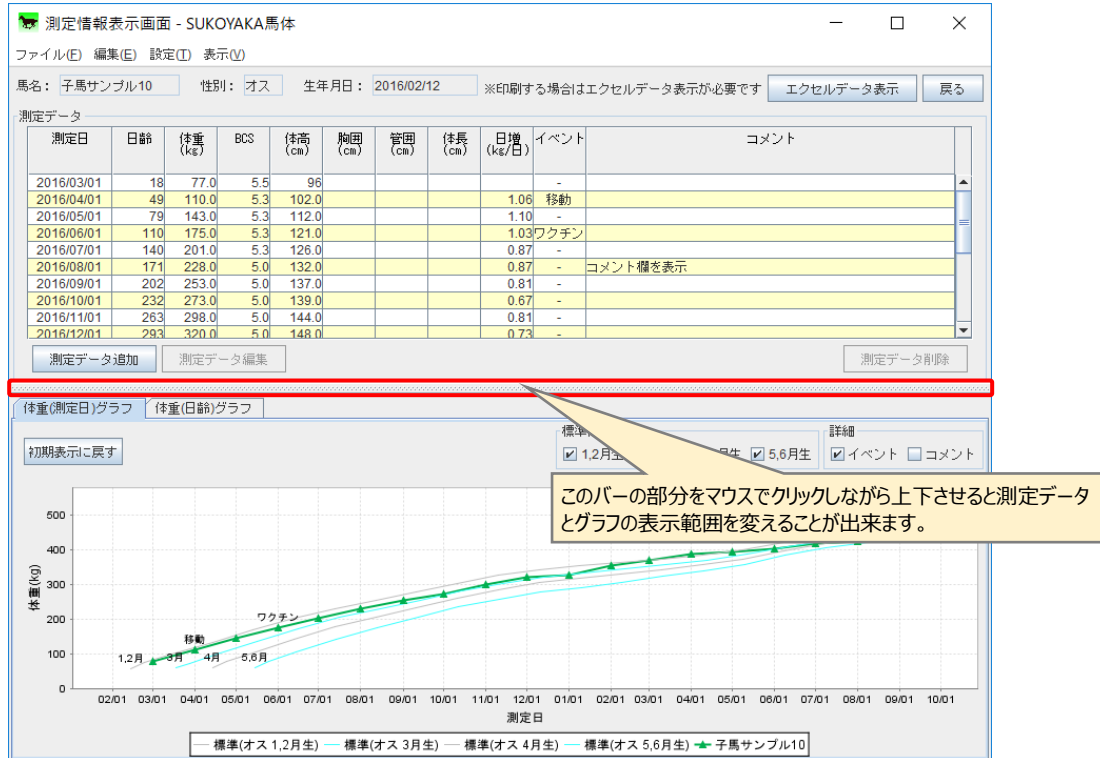 測定情報表示画面 - SUKOYAKA馬体
ファイル(F) 編集(E) 設定(T) 表示(V)
馬名： 子馬サンプル10 性別： オス 生年月日： 2016/02/12 ※印刷する場合はエクセルデータ表示が必要です エクセルデータ表示 戻る
測定データ
測定日 日齢 体重(kg) BCS 体高(cm) 胸囲(cm) 管囲(cm) 体長(cm) 日増(kg/日) イベント コメント
2016/03/01 18 77.0 5.5 96 -
2016/04/01 49 110.0 5.3 102.0 1.06 移動
2016/05/01 79 143.0 5.3 112.0 1.10 -
2016/06/01 110 175.0 5.3 121.0 1.03 ワクチン
2016/07/01 140 201.0 5.3 126.0 0.87 -
2016/08/01 171 228.0 5.0 132.0 0.87 - コメント欄を表示
2016/09/01 202 253.0 5.0 137.0 0.81 -
2016/10/01 232 273.0 5.0 139.0 0.67 -
2016/11/01 263 298.0 5.0 144.0 0.81 -
2016/12/01 293 320.0 5.0 148.0 0.73 -
測定データ追加 測定データ編集 測定データ削除
体重(測定日)グラフ 体重(日齢)グラフ
初期表示に戻す
標準 詳細
1,2月生 月生 5,6月生 イベント コメント
このバーの部分をマウスでクリックしながら上下させると測定データ
とグラフの表示範囲を変えることが出来ます。
体重(kg)
500
400
300
200
100
0
ワクチン
移動
1,2月 3月 4月 5,6月
02/01 03/01 04/01 05/01 06/01 07/01 08/01 09/01 10/01 11/01 12/01 01/01 02/01 03/01 04/01 05/01 06/01 07/01 08/01 09/01 10/01
測定日
標準(オス 1,2月生) 標準(オス 3月生) 標準(オス 4月生) 標準(オス 5,6月生) 子馬サンプル10